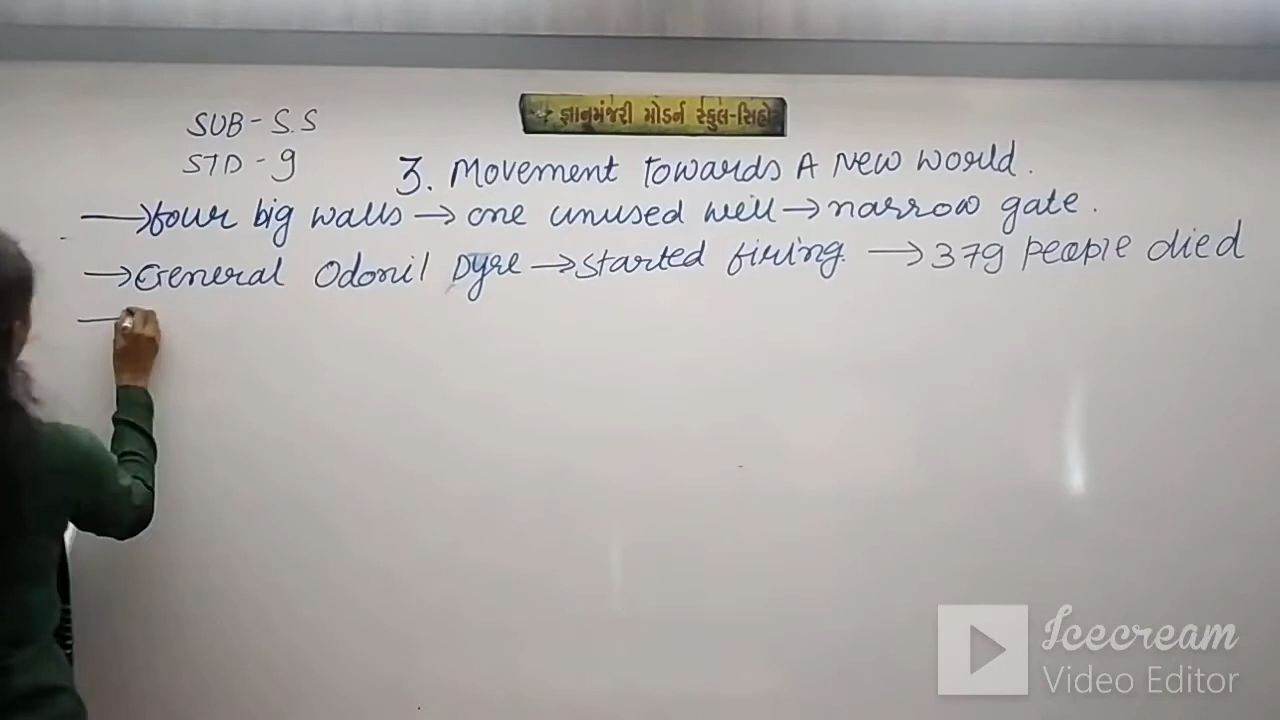 જ્ઞાનમંજરી મોડર્ન સ્કુલ-સિહોર
SUB - S.S
STD - 9
3. Movement Towards A New World.
→ four big walls → one unused well → narrow gate.
→ General Odonil Dyre → started firing. → 379 people died
Icecream
Video Editor